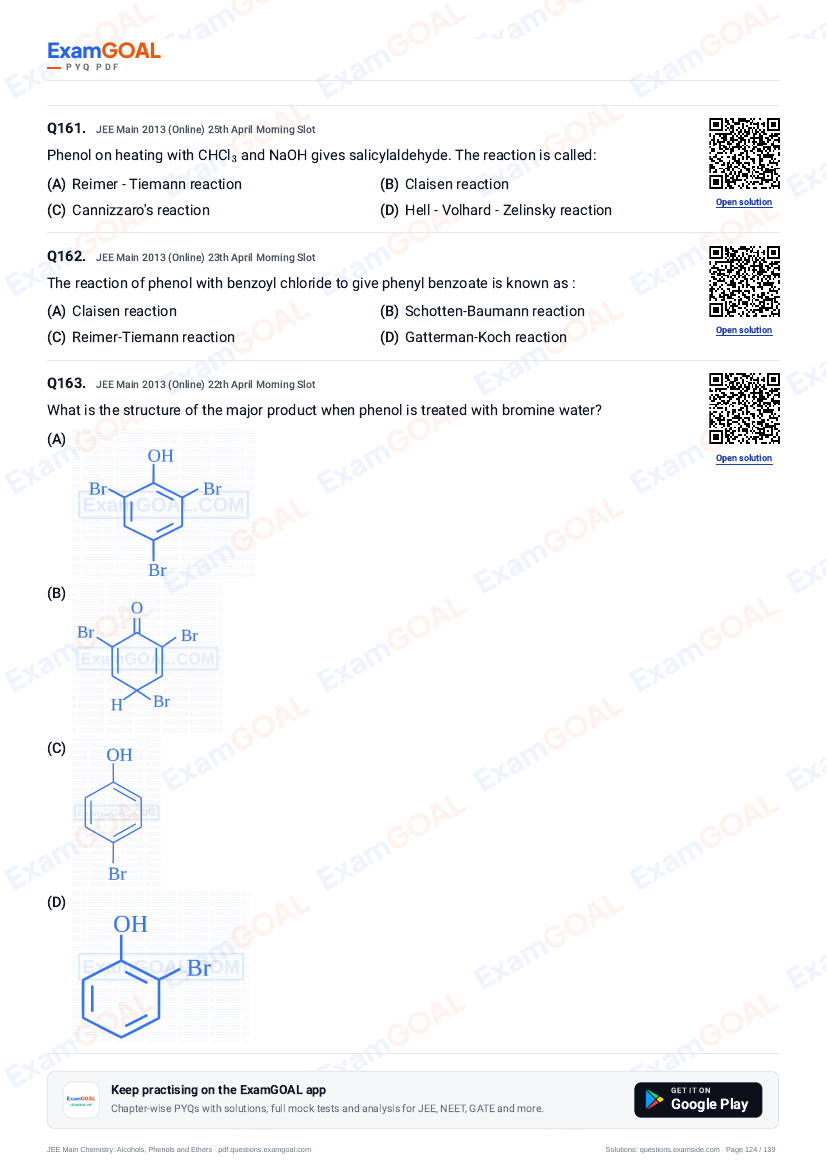 ExamGOAL
PYQ PDF
Q161. JEE Main 2013 (Online) 25th April Morning Slot
Phenol on heating with CHCl₃ and NaOH gives salicylaldehyde. The reaction is called:
(A) Reimer - Tiemann reaction (B) Claisen reaction
(C) Cannizzaro's reaction (D) Hell - Volhard - Zelinsky reaction
Open solution
Q162. JEE Main 2013 (Online) 23th April Morning Slot
The reaction of phenol with benzoyl chloride to give phenyl benzoate is known as :
(A) Claisen reaction (B) Schotten-Baumann reaction
(C) Reimer-Tiemann reaction (D) Gatterman-Koch reaction
Open solution
Q163. JEE Main 2013 (Online) 22th April Morning Slot
What is the structure of the major product when phenol is treated with bromine water?
Open solution
(A)
OH
Br Br
ExamGOAL.COM
Br
(B)
O
Br Br
ExamGOAL.COM
H Br
(C)
OH
ExamGOAL.COM
Br
(D)
OH
Br
ExamGOAL.COM
Keep practising on the ExamGOAL app
Chapter-wise PYQs with solutions, full mock tests and analysis for JEE, NEET, GATE and more.
GET IT ON
Google Play
JEE Main Chemistry: Alcohols, Phenols and Ethers · pdf.questions.examgoal.com
Solutions: questions.examside.com · Page 124 / 139